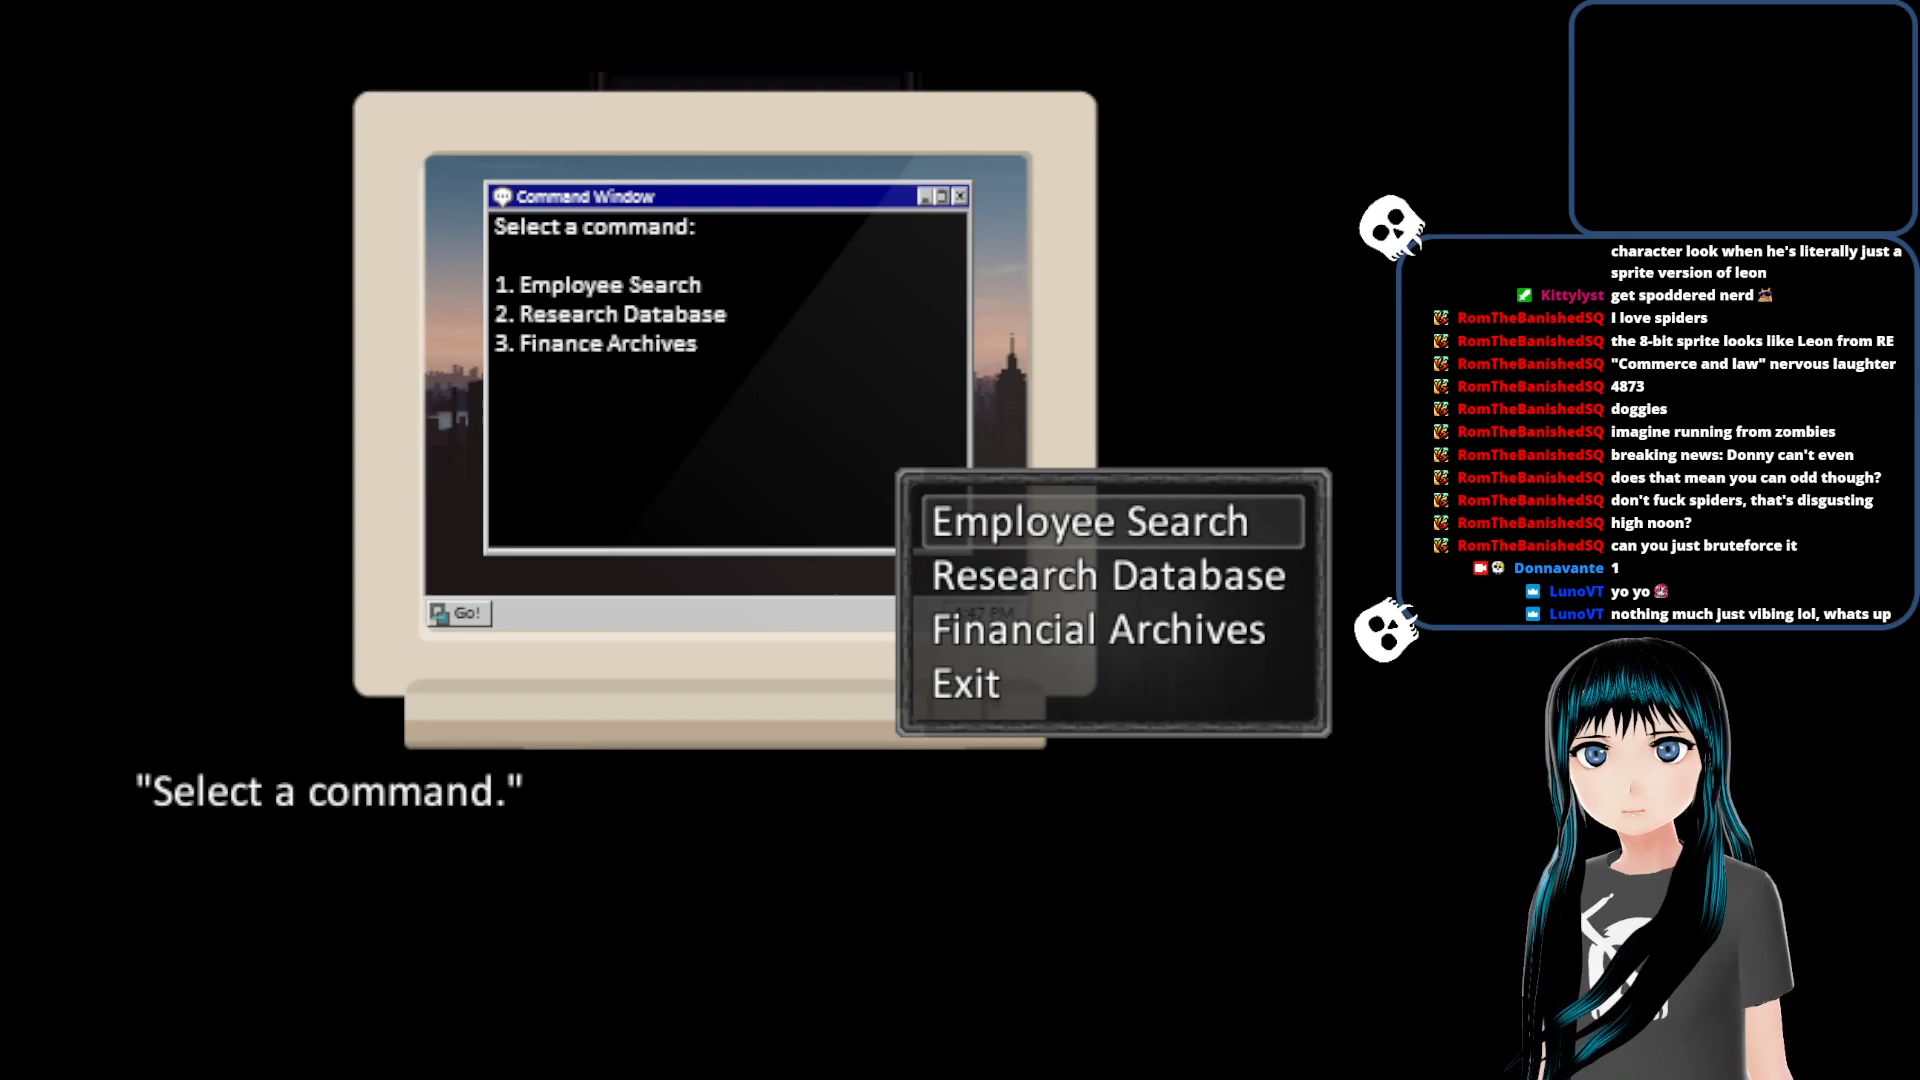 Command Window
Select a command:
1. Employee Search
2. Research Database
3. Finance Archives
Go!
Employee Search
Research Database
Financial Archives
Exit
"Select a command."
character look when he's literally just a
sprite version of leon
Kittylyst get spoddered nerd
RomTheBanishedSQ I love spiders
RomTheBanishedSQ the 8-bit sprite looks like Leon from RE
RomTheBanishedSQ "Commerce and law" nervous laughter
RomTheBanishedSQ 4873
RomTheBanishedSQ doggies
RomTheBanishedSQ imagine running from zombies
RomTheBanishedSQ breaking news: Donny can't even
RomTheBanishedSQ does that mean you can odd though?
RomTheBanishedSQ don't fuck spiders, that's disgusting
RomTheBanishedSQ high noon?
RomTheBanishedSQ can you just bruteforce it
Donnavante 1
LunoVT yo yo
LunoVT nothing much just vibing lol, whats up